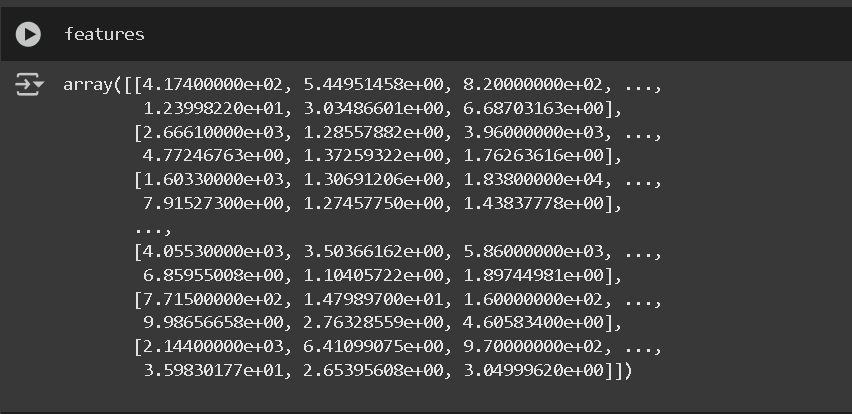 features
array([[4.17400000e+02, 5.44951458e+00, 8.20000000e+02, ...,
1.23998220e+01, 3.03486601e+00, 6.68703163e+00],
[2.66610000e+03, 1.28557882e+00, 3.96000000e+03, ...,
4.77246763e+00, 1.37259322e+00, 1.76263616e+00],
[1.60330000e+03, 1.30691206e+00, 1.83800000e+04, ...,
7.91527300e+00, 1.27457750e+00, 1.43837778e+00],
...,
[4.05530000e+03, 3.50366162e+00, 5.86000000e+03, ...,
6.85955008e+00, 1.10405722e+00, 1.89744981e+00],
[7.71500000e+02, 1.47989700e+01, 1.60000000e+02, ...,
9.98656658e+00, 2.76328559e+00, 4.60583400e+00],
[2.14400000e+03, 6.41099075e+00, 9.70000000e+02, ...,
3.59830177e+01, 2.65395608e+00, 3.04999620e+00]])